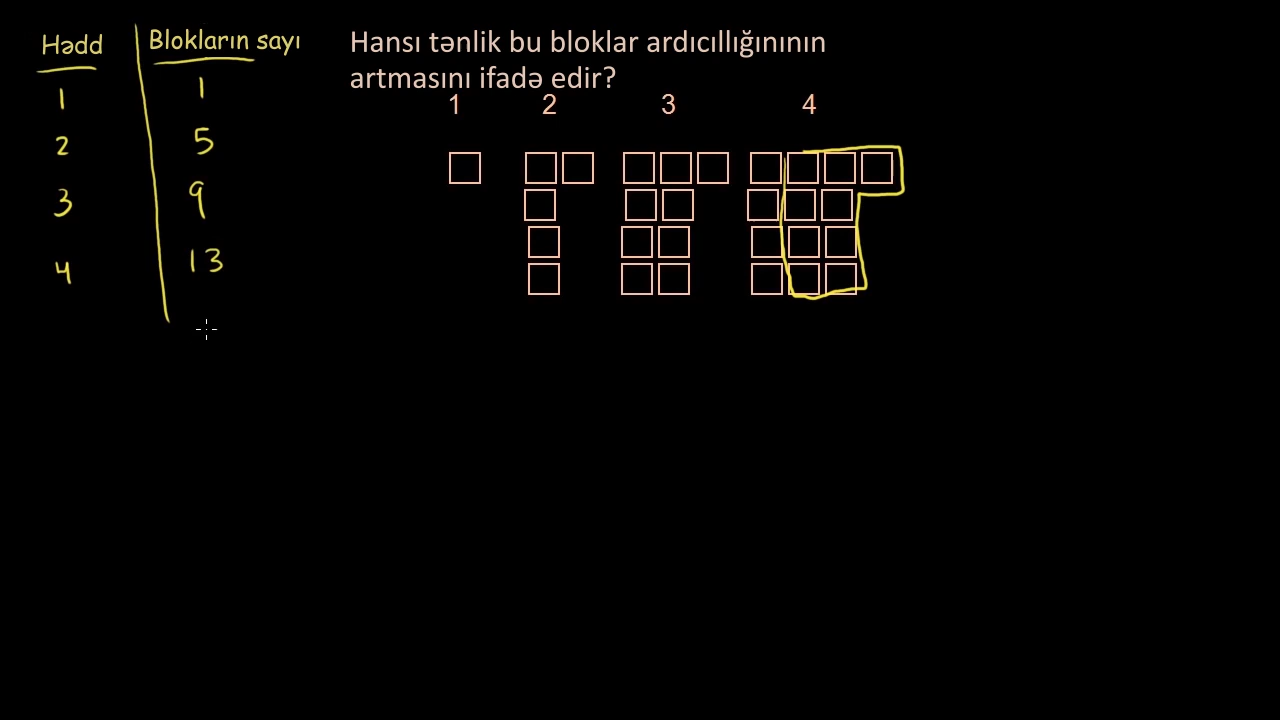 Hədd Blokların sayı
1 1
2 5
3 9
4 13
Hansı tənlik bu bloklar ardıcıllığınının
artmasını ifadə edir?
1 2 3 4